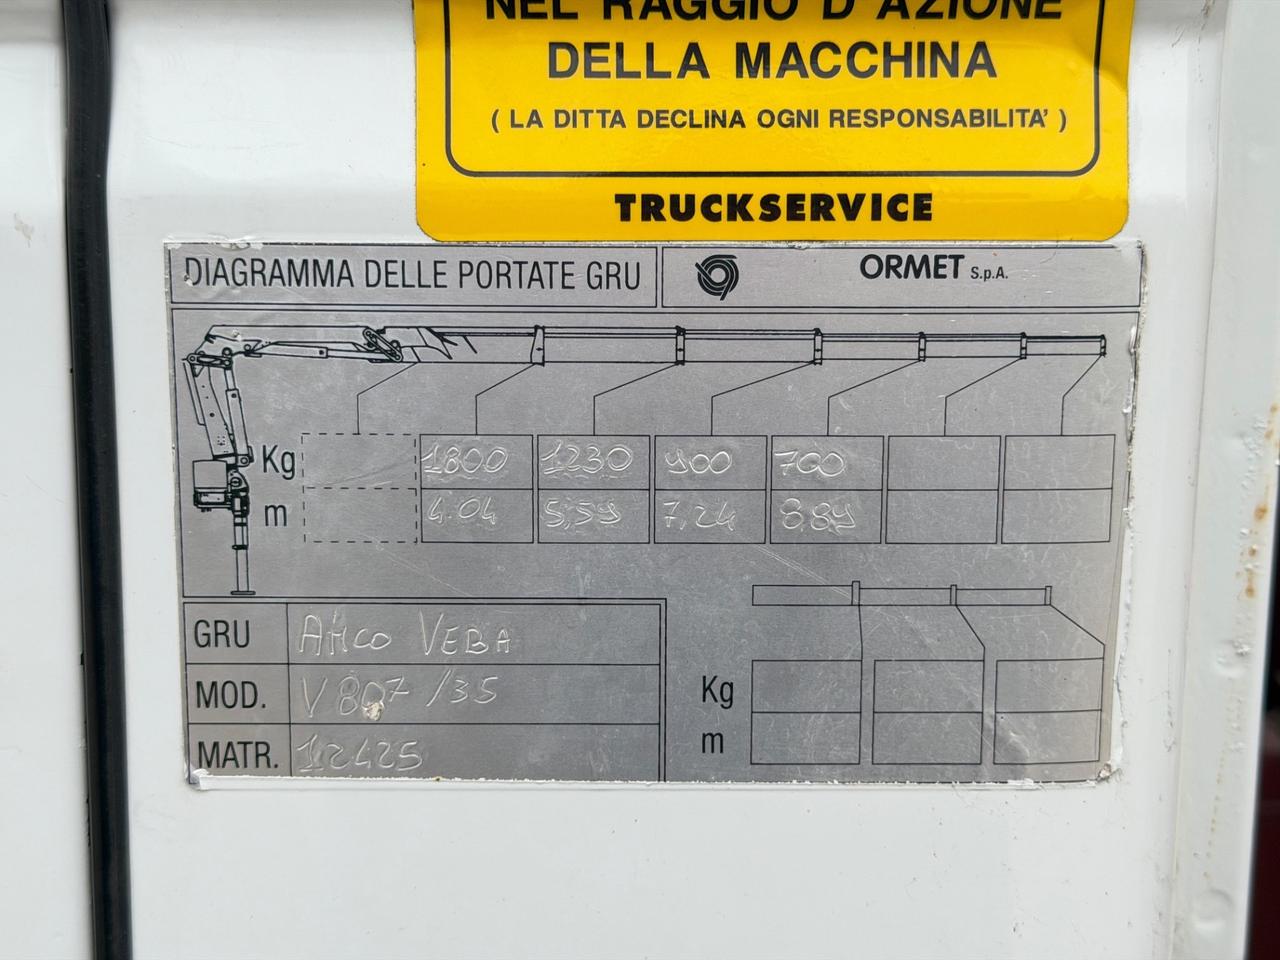 NEL RAGGIO D'AZIONE
DELLA MACCHINA
( LA DITTA DECLINA OGNI RESPONSABILITA' )
TRUCKSERVICE
DIAGRAMMA DELLE PORTATE GRU
ORMET S.p.A.
Kg 1800 1230 900 700
m 4.04 5,59 7,24 8,89
GRU AMCO VEBA
MOD. V 807 /35
MATR. 12425
Kg
m